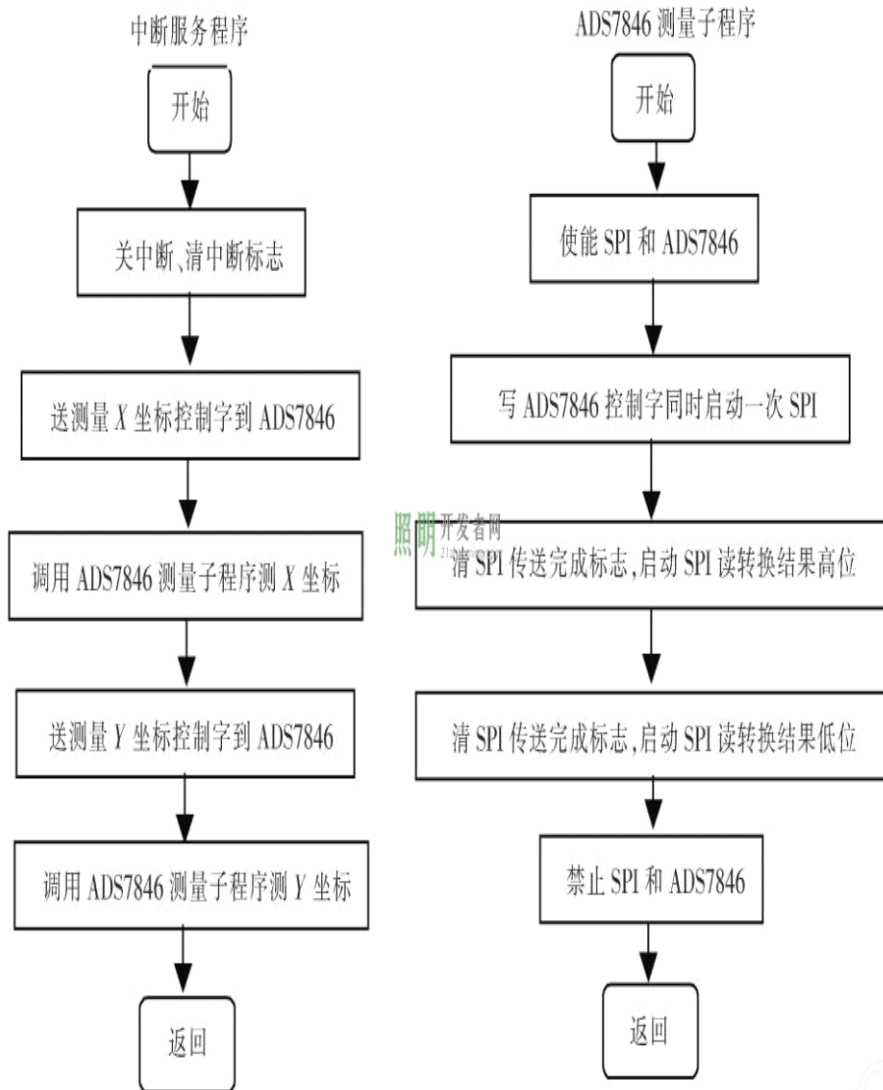 中断服务程序
开始
关中断、清中断标志
送测量 X 坐标控制字到 ADS7846
调用 ADS7846 测量子程序测 X 坐标
送测量 Y 坐标控制字到 ADS7846
调用 ADS7846 测量子程序测 Y 坐标
返回
ADS7846 测量子程序
开始
使能 SPI 和 ADS7846
写 ADS7846 控制字同时启动一次 SPI
照明开发者网
清 SPI 传送完成标志,启动 SPI 读转换结果高位
清 SPI 传送完成标志,启动 SPI 读转换结果低位
禁止 SPI 和 ADS7846
返回